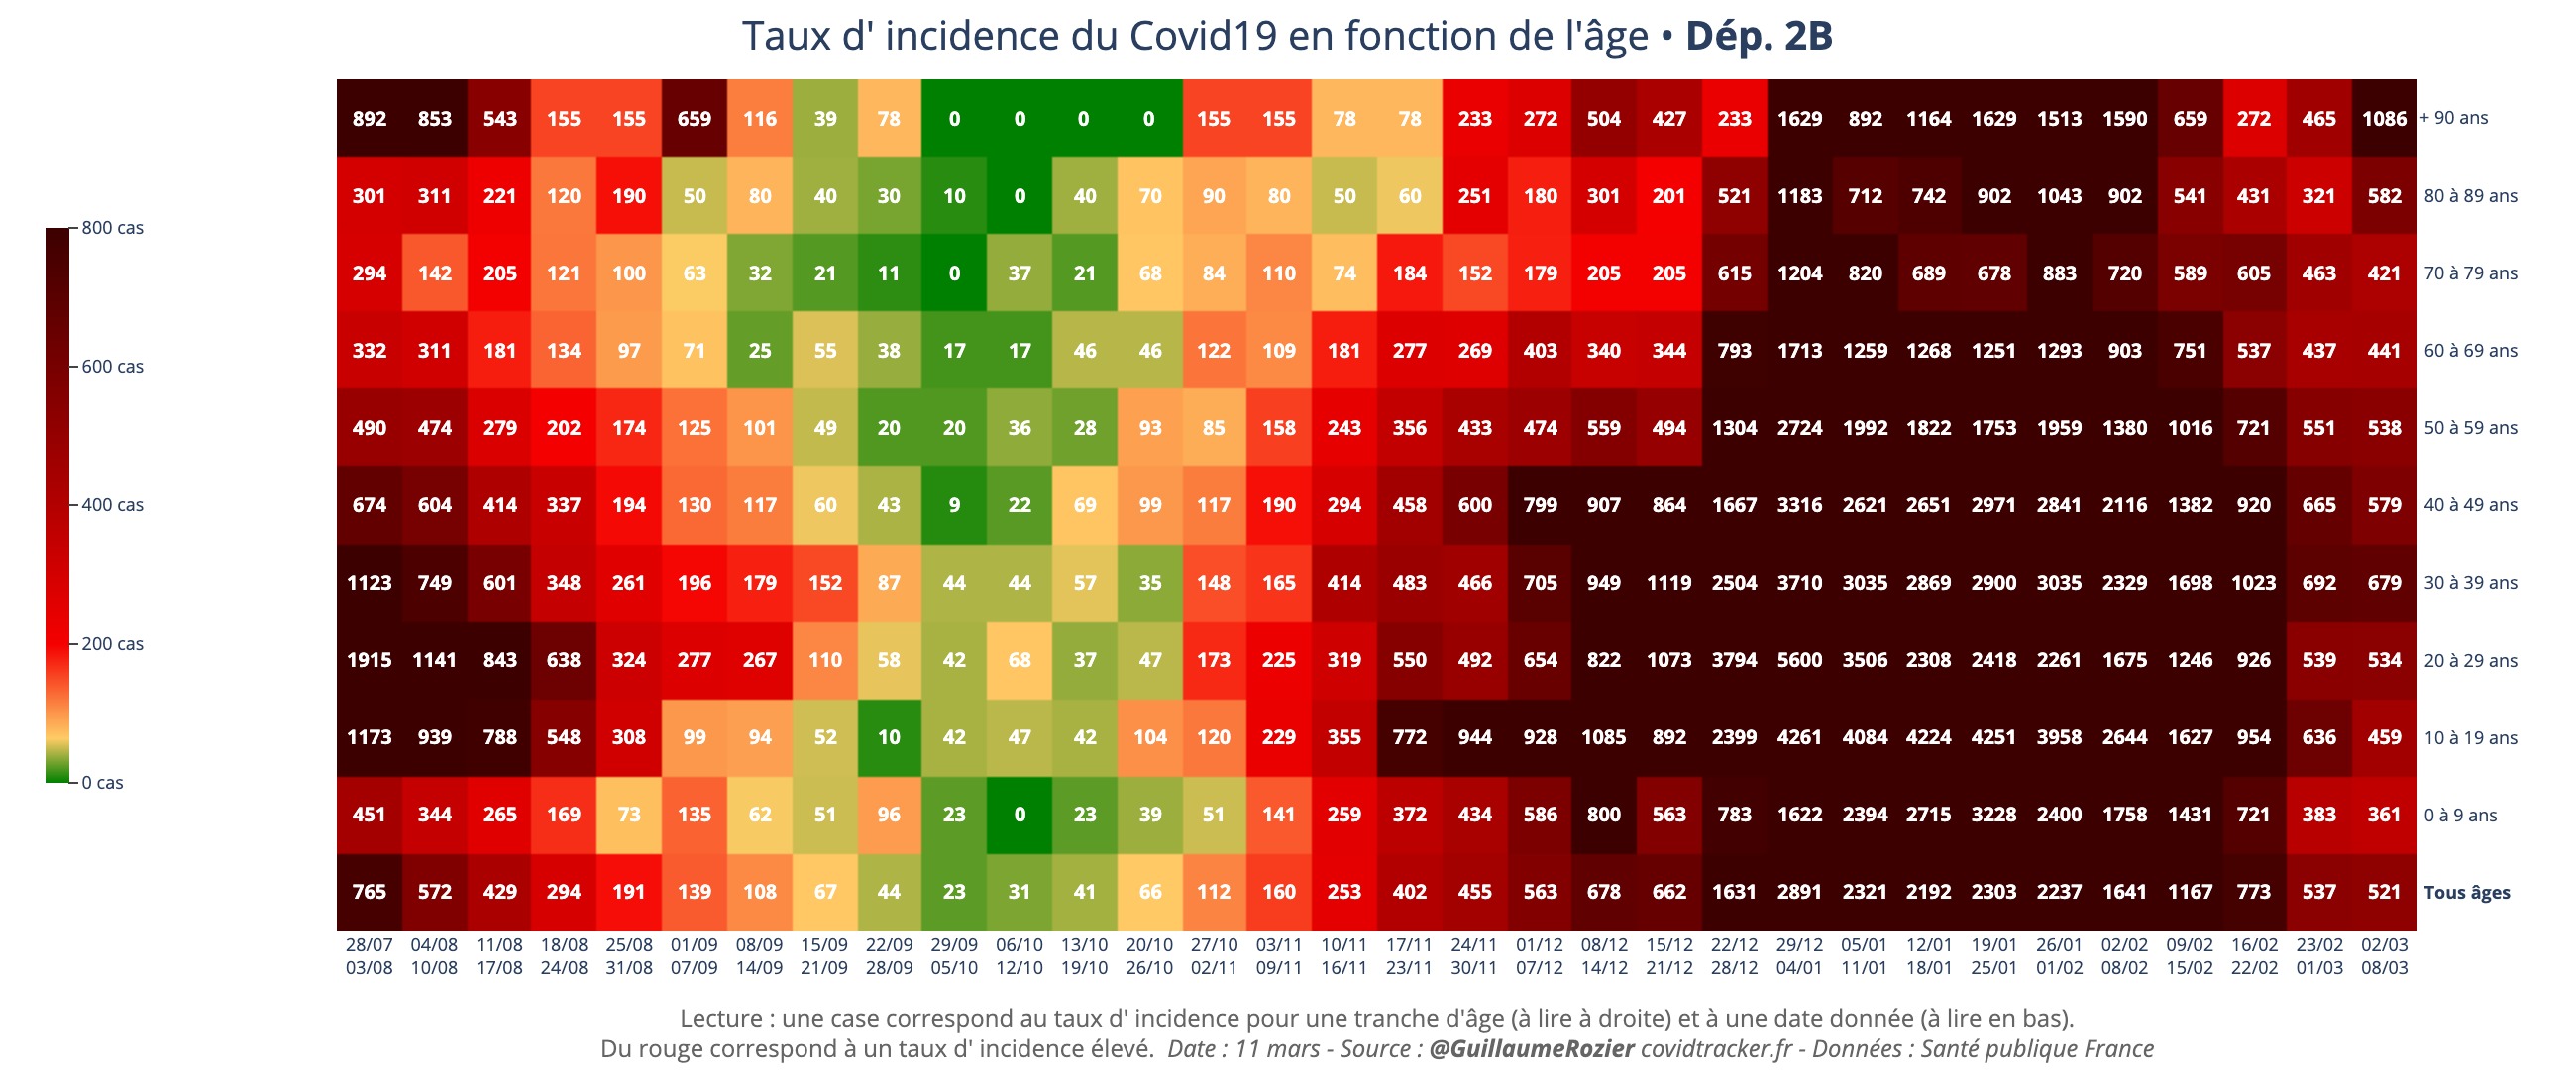 Taux d' incidence du Covid19 en fonction de l'âge • Dép. 2B
892 853 543 155 155 659 116 39 78 0 0 0 0 155 155 78 78 233 272 504 427 233 1629 892 1164 1629 1513 1590 659 272 465 1086 + 90 ans
301 311 221 120 190 50 80 40 30 10 0 40 70 90 80 50 60 251 180 301 201 521 1183 712 742 902 1043 902 541 431 321 582 80 à 89 ans
800 cas
294 142 205 121 100 63 32 21 11 0 37 21 68 84 110 74 184 152 179 205 205 615 1204 820 689 678 883 720 589 605 463 421 70 à 79 ans
332 311 181 134 97 71 25 55 38 17 17 46 46 122 109 181 277 269 403 340 344 793 1713 1259 1268 1251 1293 903 751 537 437 441 60 à 69 ans
600 cas
490 474 279 202 174 125 101 49 20 20 36 28 93 85 158 243 356 433 474 559 494 1304 2724 1992 1822 1753 1959 1380 1016 721 551 538 50 à 59 ans
400 cas
674 604 414 337 194 130 117 60 43 9 22 69 99 117 190 294 458 600 799 907 864 1667 3316 2621 2651 2971 2841 2116 1382 920 665 579 40 à 49 ans
1123 749 601 348 261 196 179 152 87 44 44 57 35 148 165 414 483 466 705 949 1119 2504 3710 3035 2869 2900 3035 2329 1698 1023 692 679 30 à 39 ans
200 cas
1915 1141 843 638 324 277 267 110 58 42 68 37 47 173 225 319 550 492 654 822 1073 3794 5600 3506 2308 2418 2261 1675 1246 926 539 534 20 à 29 ans
1173 939 788 548 308 99 94 52 10 42 47 42 104 120 229 355 772 944 928 1085 892 2399 4261 4084 4224 4251 3958 2644 1627 954 636 459 10 à 19 ans
0 cas
451 344 265 169 73 135 62 51 96 23 0 23 39 51 141 259 372 434 586 800 563 783 1622 2394 2715 3228 2400 1758 1431 721 383 361 0 à 9 ans
765 572 429 294 191 139 108 67 44 23 31 41 66 112 160 253 402 455 563 678 662 1631 2891 2321 2192 2303 2237 1641 1167 773 537 521 Tous âges
28/07 04/08 11/08 18/08 25/08 01/09 08/09 15/09 22/09 29/09 06/10 13/10 20/10 27/10 03/11 10/11 17/11 24/11 01/12 08/12 15/12 22/12 29/12 05/01 12/01 19/01 26/01 02/02 09/02 16/02 23/02 02/03
03/08 10/08 17/08 24/08 31/08 07/09 14/09 21/09 28/09 05/10 12/10 19/10 26/10 02/11 09/11 16/11 23/11 30/11 07/12 14/12 21/12 28/12 04/01 11/01 18/01 25/01 01/02 08/02 15/02 22/02 01/03 08/03
Lecture : une case correspond au taux d' incidence pour une tranche d'âge (à lire à droite) et à une date donnée (à lire en bas).
Du rouge correspond à un taux d' incidence élevé. Date : 11 mars - Source : @GuillaumeRozier covidtracker.fr - Données : Santé publique France